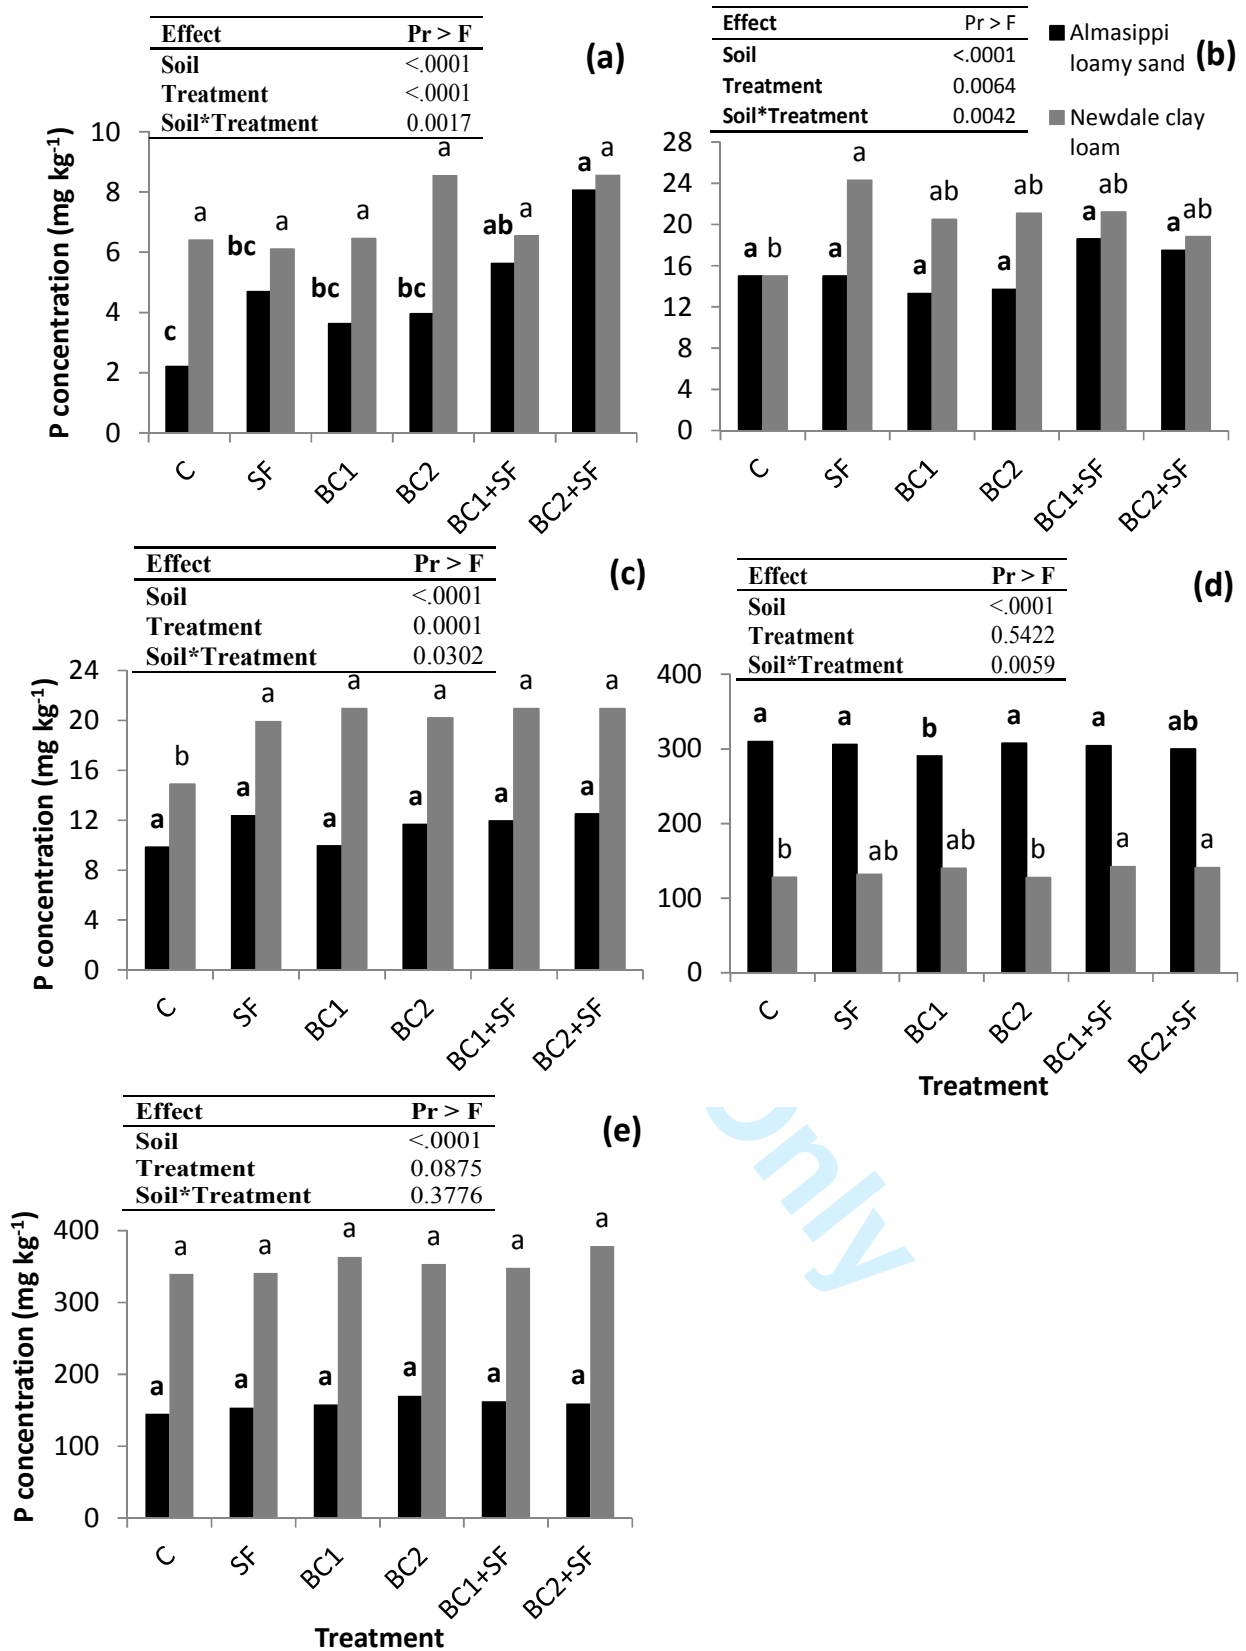 Effect Pr > F
Soil <.0001
Treatment <.0001
Soil*Treatment 0.0017
(a)
P concentration (mg kg-1)
10
8
6
4
2
0
c a bc a bc a bc a ab a a a
C SF BC1 BC2 BC1+SF BC2+SF
Effect Pr > F
Soil <.0001
Treatment 0.0064
Soil*Treatment 0.0042
Almasippi
loamy sand
Newdale clay
loam
(b)
28
24
20
16
12
8
4
0
a b a a a ab a ab a ab a ab
C SF BC1 BC2 BC1+SF BC2+SF
Effect Pr > F
Soil <.0001
Treatment 0.0001
Soil*Treatment 0.0302
(c)
P concentration (mg kg-1)
24
20
16
12
8
4
0
a b a a a a a a a a a a
C SF BC1 BC2 BC1+SF BC2+SF
Effect Pr > F
Soil <.0001
Treatment 0.5422
Soil*Treatment 0.0059
(d)
400
300
200
100
0
a b a ab b ab a b a a ab a
C SF BC1 BC2 BC1+SF BC2+SF
Treatment
Effect Pr > F
Soil <.0001
Treatment 0.0875
Soil*Treatment 0.3776
(e)
P concentration (mg kg-1)
400
300
200
100
0
a a a a a a a a a a a a
C SF BC1 BC2 BC1+SF BC2+SF
Treatment
Only